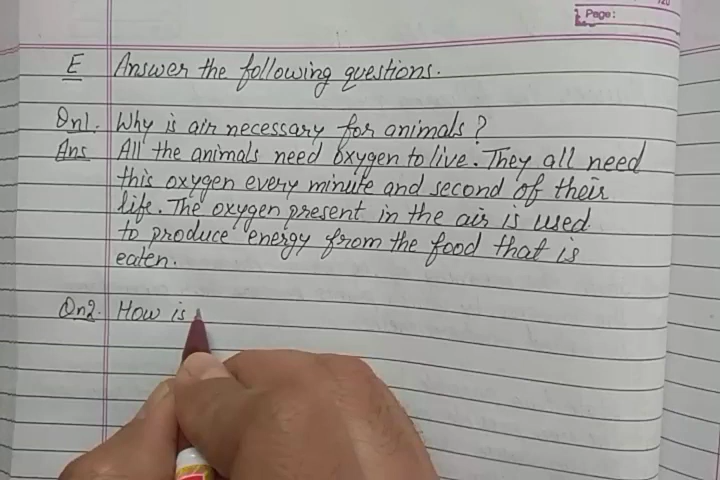 Page:
E Answer the following questions.
Qn1. Why is air necessary for animals?
Ans All the animals need oxygen to live. They all need
this oxygen every minute and second of their
life. The oxygen present in the air is used
to produce energy from the food that is
eaten.
Qn2. How is